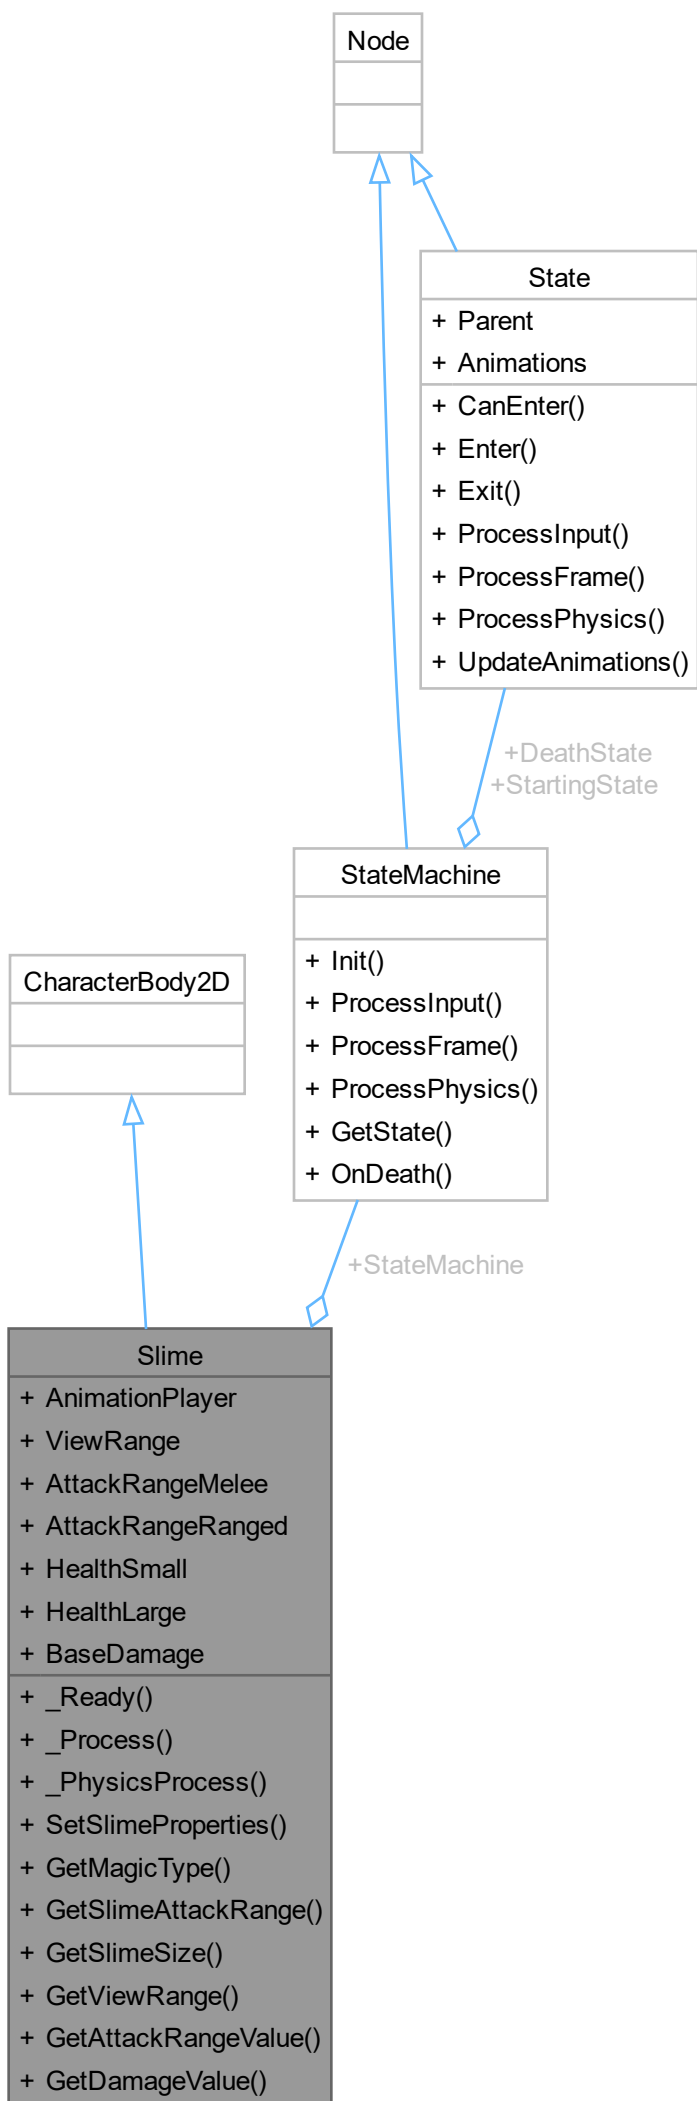 Node
State
+ Parent
+ Animations
+ CanEnter()
+ Enter()
+ Exit()
+ ProcessInput()
+ ProcessFrame()
+ ProcessPhysics()
+ UpdateAnimations()
+DeathState
+StartingState
StateMachine
+ Init()
+ ProcessInput()
+ ProcessFrame()
+ ProcessPhysics()
+ GetState()
+ OnDeath()
CharacterBody2D
+StateMachine
Slime
+ AnimationPlayer
+ ViewRange
+ AttackRangeMelee
+ AttackRangeRanged
+ HealthSmall
+ HealthLarge
+ BaseDamage
+ _Ready()
+ _Process()
+ _PhysicsProcess()
+ SetSlimeProperties()
+ GetMagicType()
+ GetSlimeAttackRange()
+ GetSlimeSize()
+ GetViewRange()
+ GetAttackRangeValue()
+ GetDamageValue()